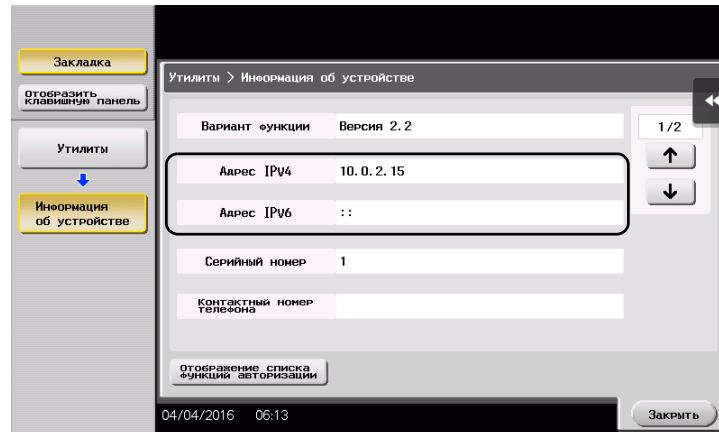 Закладка
Отобразить
клавишную панель
Утилиты
Информация
об устройстве
Утилиты > Информация об устройстве
Вариант функции Версия 2.2
1/2
Адрес IPv4 10.0.2.15
Адрес IPv6 ::
Серийный номер 1
Контактный номер
телефона
Отображение списка
функций авторизации
04/04/2016 06:13
Закрыть